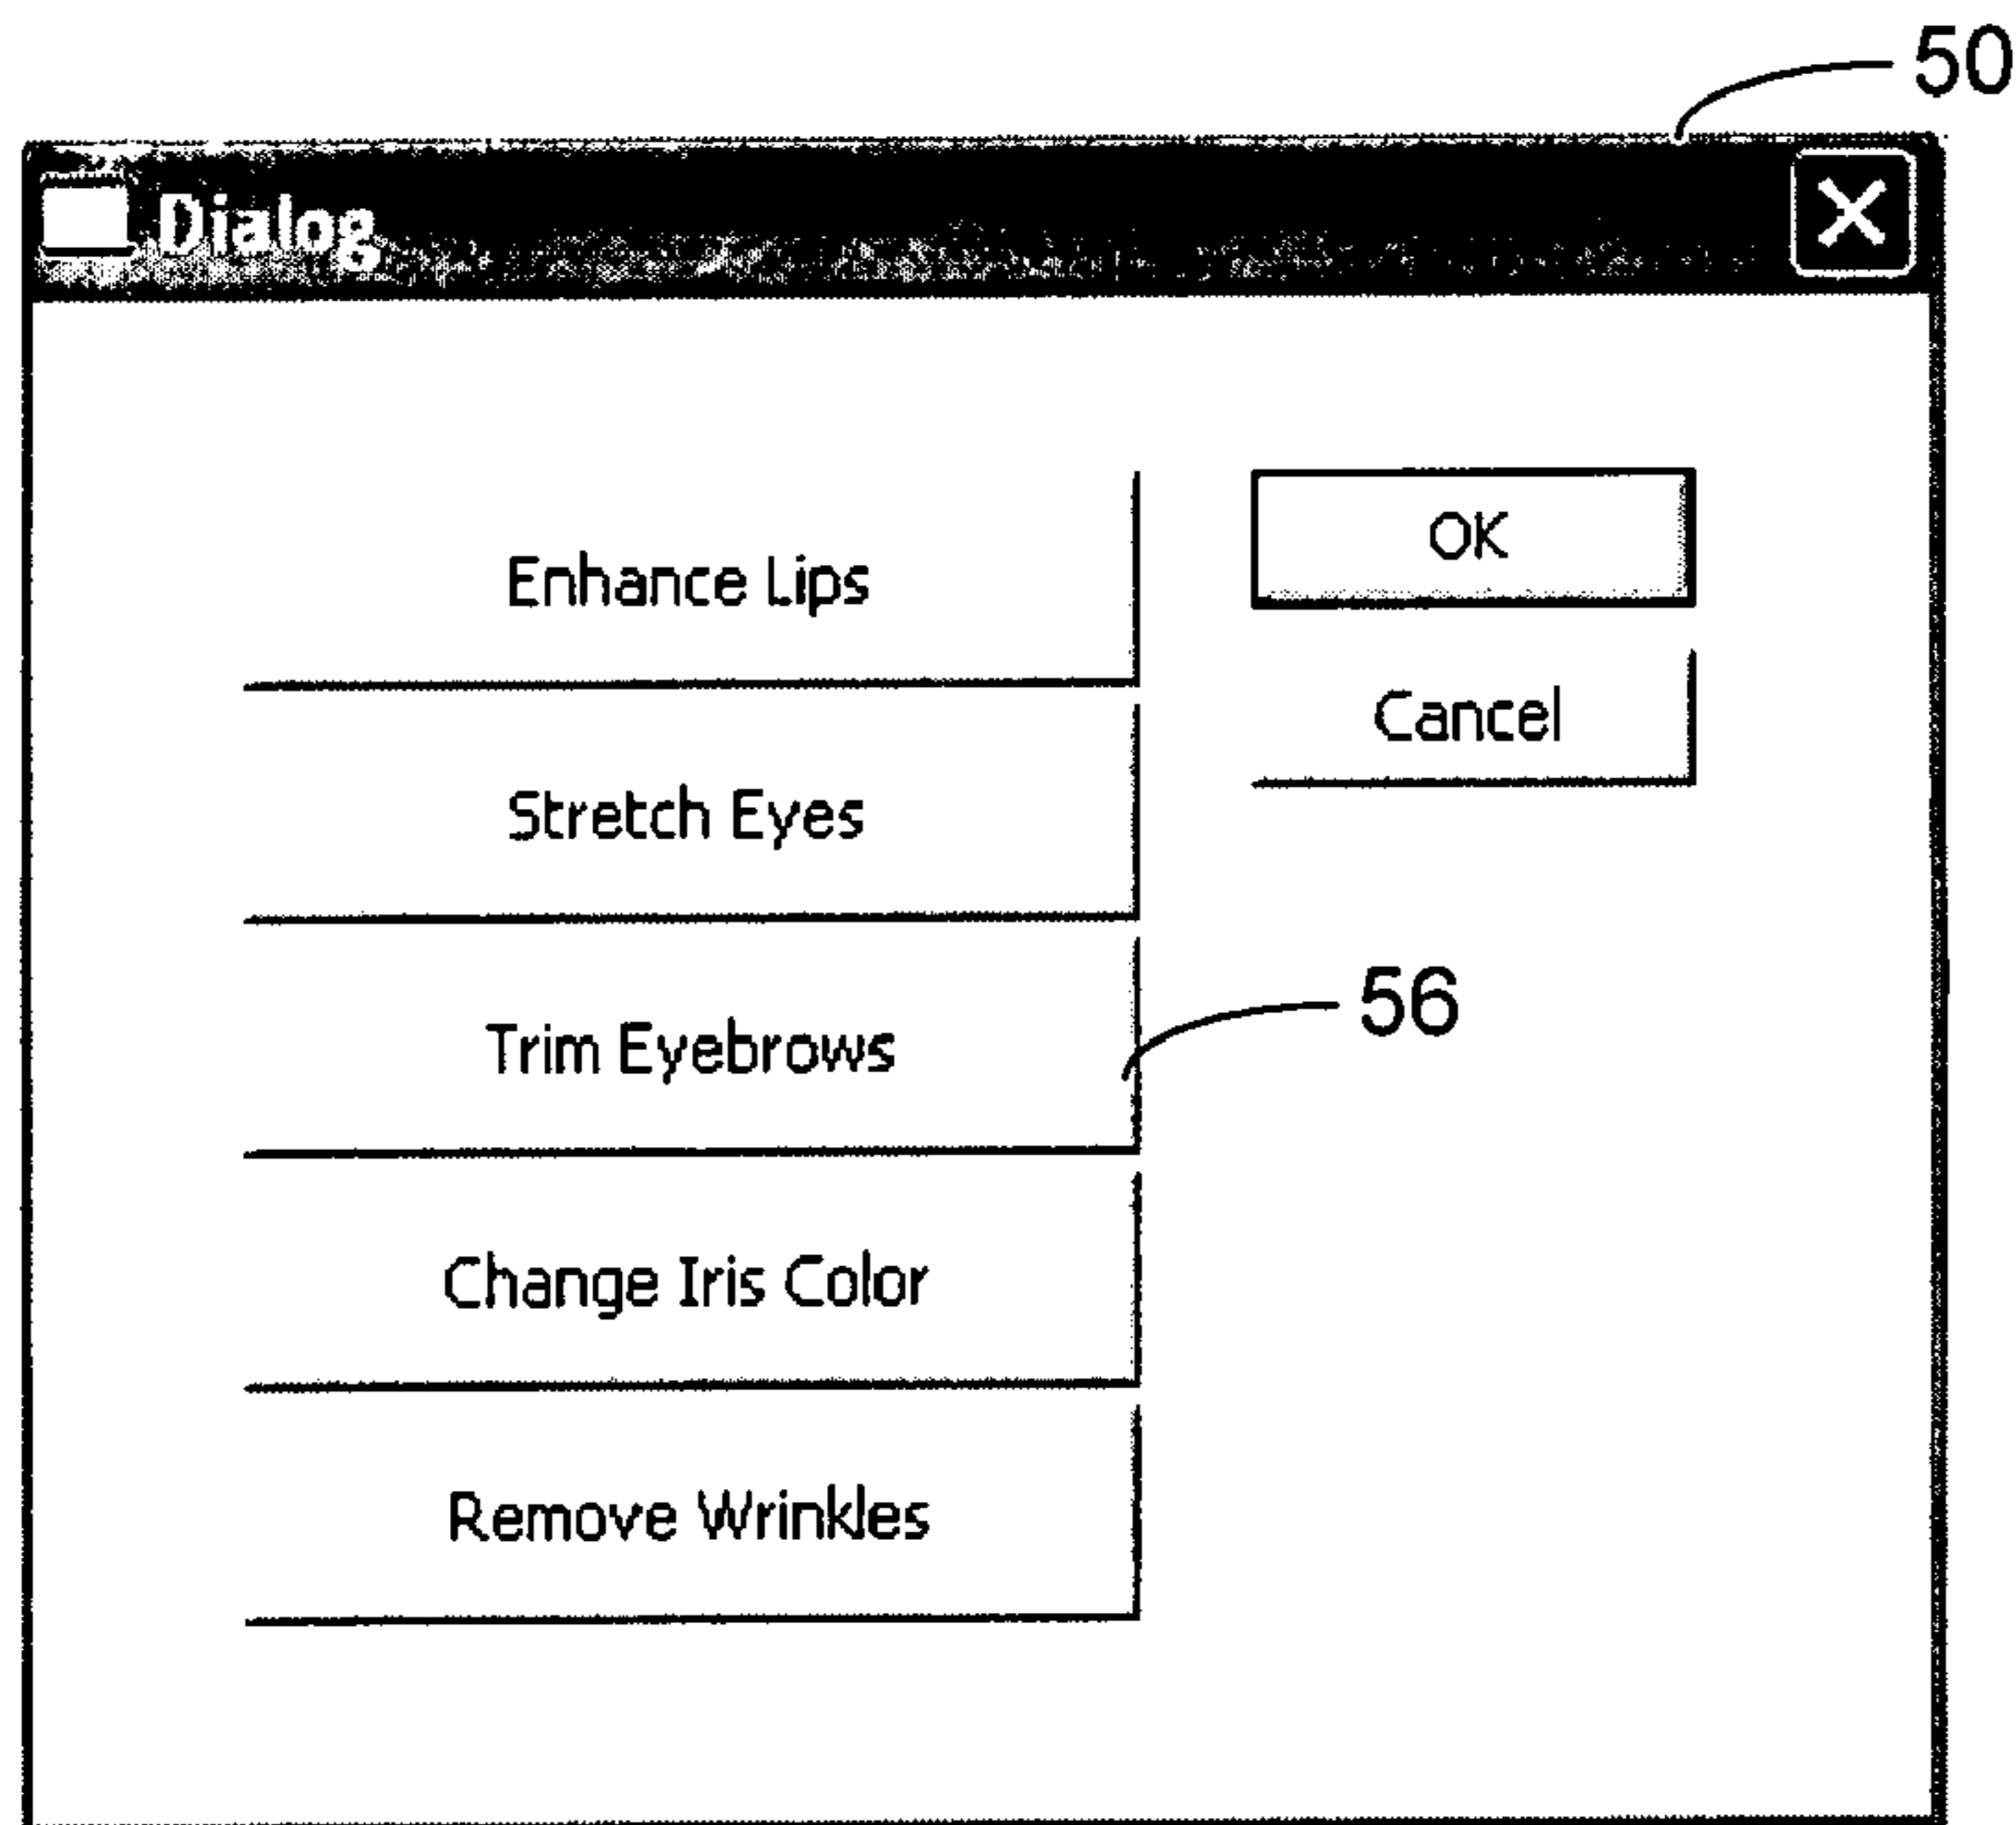 50
Dialog
Enhance Lips
OK
Cancel
Stretch Eyes
Trim Eyebrows
56
Change Iris Color
Remove Wrinkles